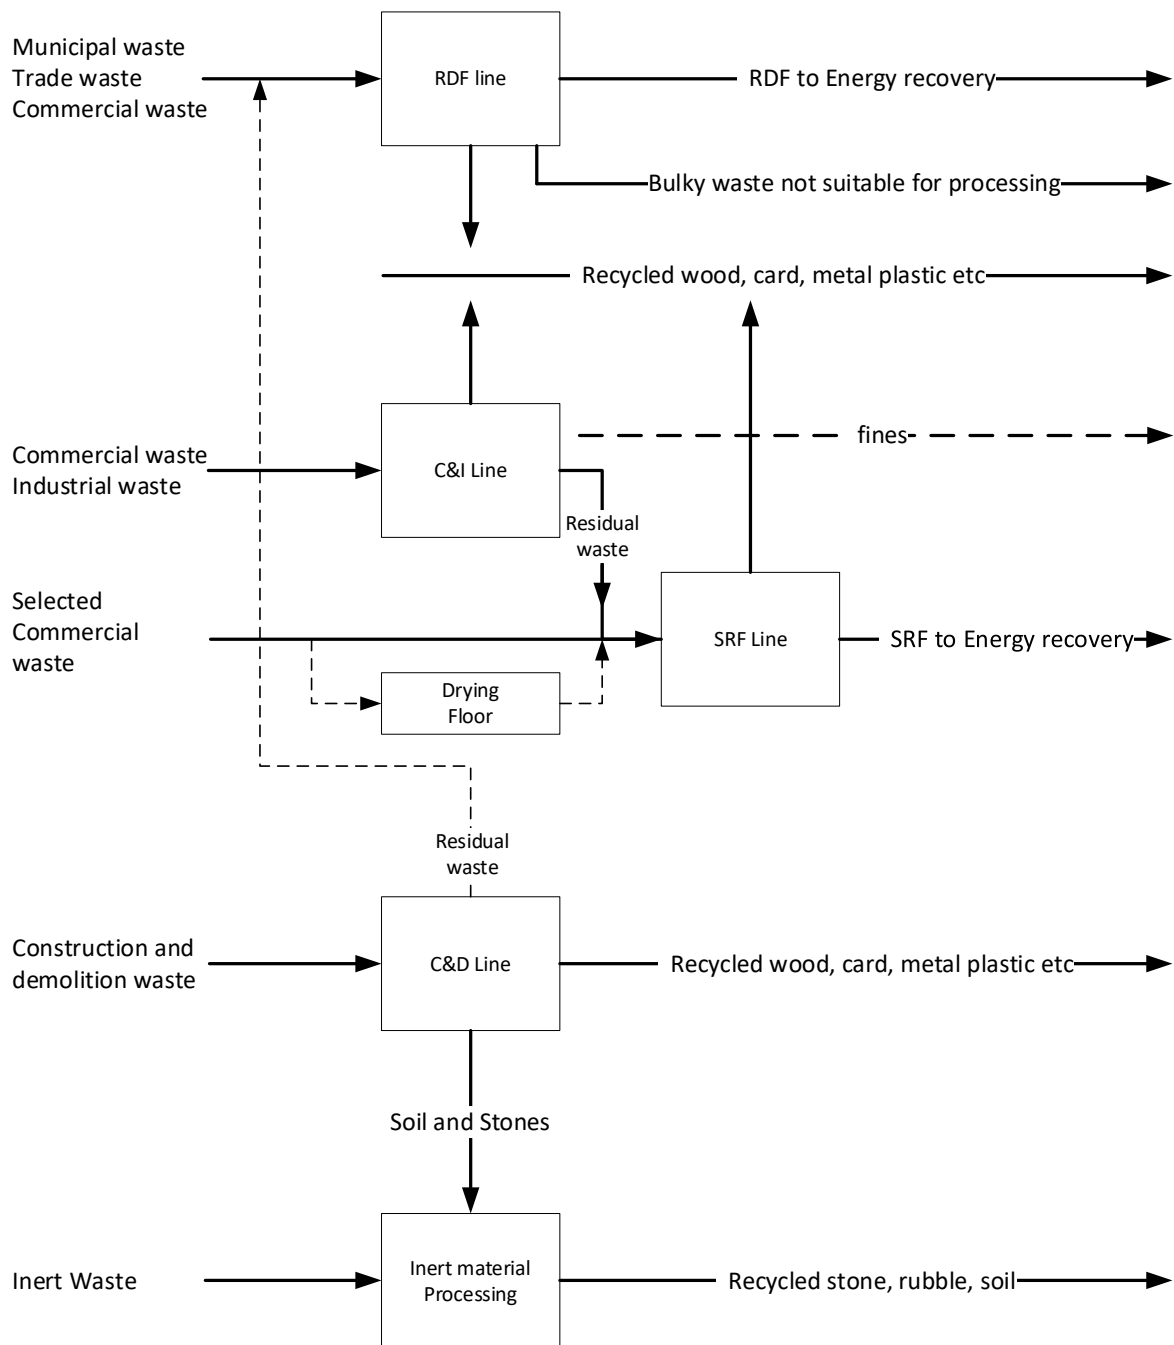 Municipal waste
Trade waste
Commercial waste
RDF line
RDF to Energy recovery
Bulky waste not suitable for processing
Recycled wood, card, metal plastic etc
fines
Commercial waste
Industrial waste
C&I Line
Residual
waste
Selected
Commercial
waste
SRF Line
SRF to Energy recovery
Drying
Floor
Residual
waste
Construction and
demolition waste
C&D Line
Recycled wood, card, metal plastic etc
Soil and Stones
Inert Waste
Inert material
Processing
Recycled stone, rubble, soil